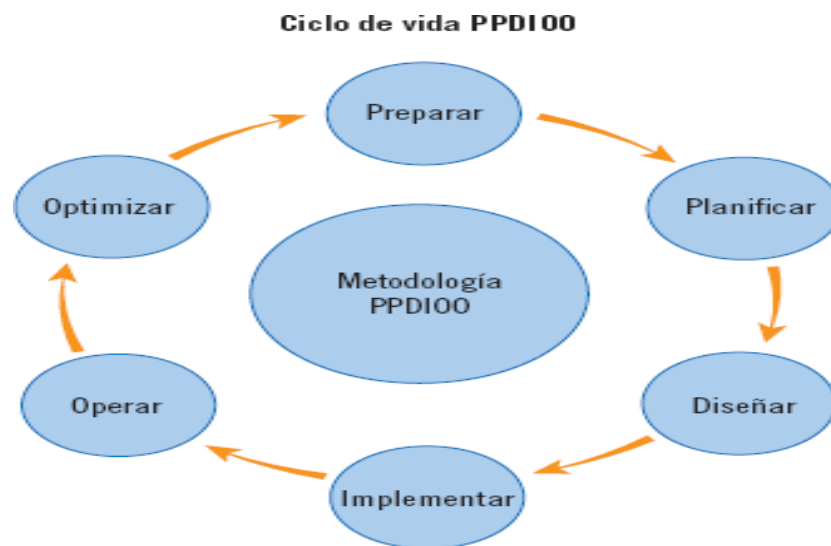 Ciclo de vida PPDIOO
Preparar
Planificar
Diseñar
Implementar
Operar
Optimizar
Metodología
PPDIOO